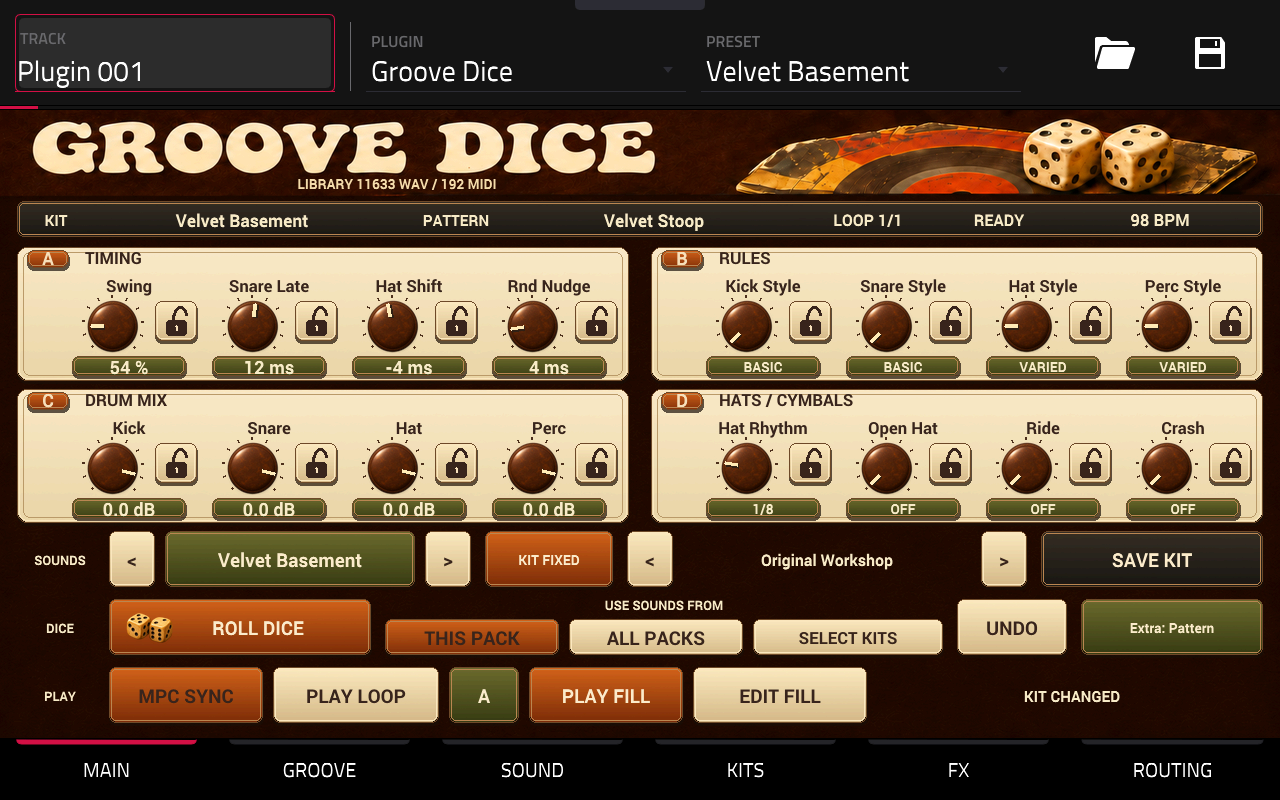 TRACK
Plugin 001
PLUGIN
Groove Dice
PRESET
Velvet Basement
GROOVE DICE
LIBRARY 11633 WAV / 192 MIDI
KIT Velvet Basement PATTERN Velvet Stoop LOOP 1/1 READY 98 BPM
A TIMING
Swing Snare Late Hat Shift Rnd Nudge
54 % 12 ms -4 ms 4 ms
B RULES
Kick Style Snare Style Hat Style Perc Style
BASIC BASIC VARIED VARIED
C DRUM MIX
Kick Snare Hat Perc
0.0 dB 0.0 dB 0.0 dB 0.0 dB
D HATS / CYMBALS
Hat Rhythm Open Hat Ride Crash
1/8 OFF OFF OFF
SOUNDS < Velvet Basement > KIT FIXED < Original Workshop > SAVE KIT
USE SOUNDS FROM
DICE ROLL DICE THIS PACK ALL PACKS SELECT KITS UNDO Extra: Pattern
PLAY MPC SYNC PLAY LOOP A PLAY FILL EDIT FILL KIT CHANGED
MAIN GROOVE SOUND KITS FX ROUTING